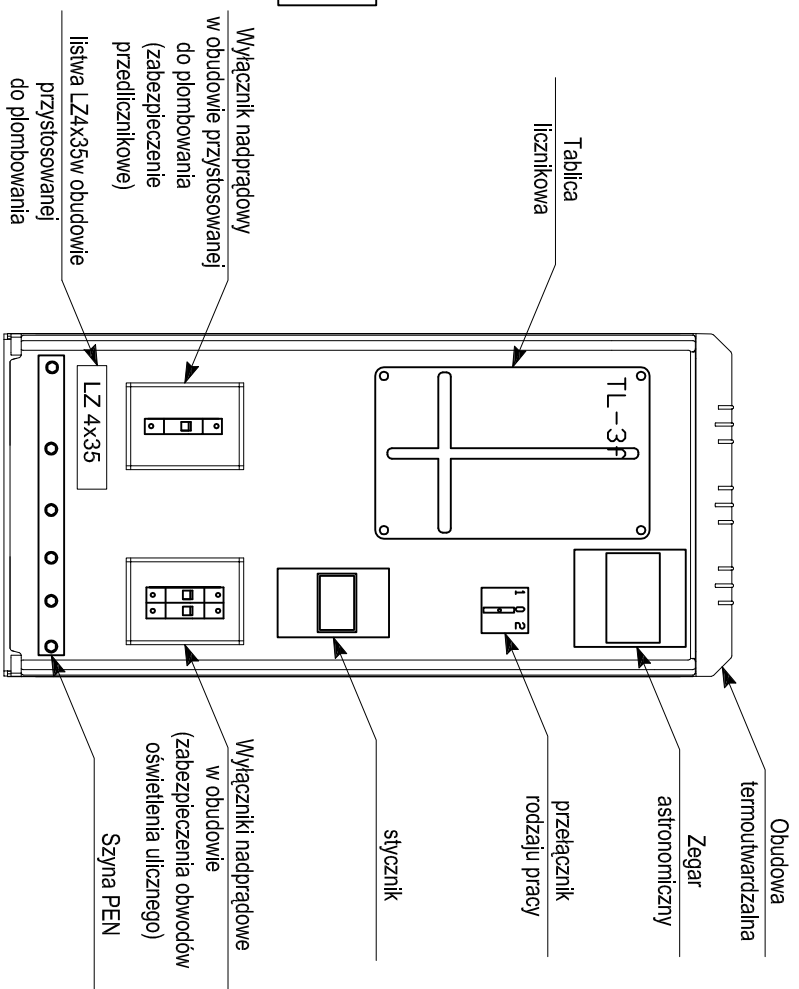 Obudowa
termoutwardzalna
Zegar
astronomiczny
przełącznik
rodzaju pracy
stycznik
Wyłączniki nadprądowe
w obudowie
(zabezpieczenia obwodów
oświetlenia ulicznego)
Szyna PEN
Tablica
licznikowa
Wyłącznik nadprądowy
w obudowie przystosowanej
do plombowania
(zabezpieczenie
przedlicznikowe)
listwa LZ4x35w obudowie
przystosowanej
do plombowania
TL-3f
1 0 2
LZ 4x35